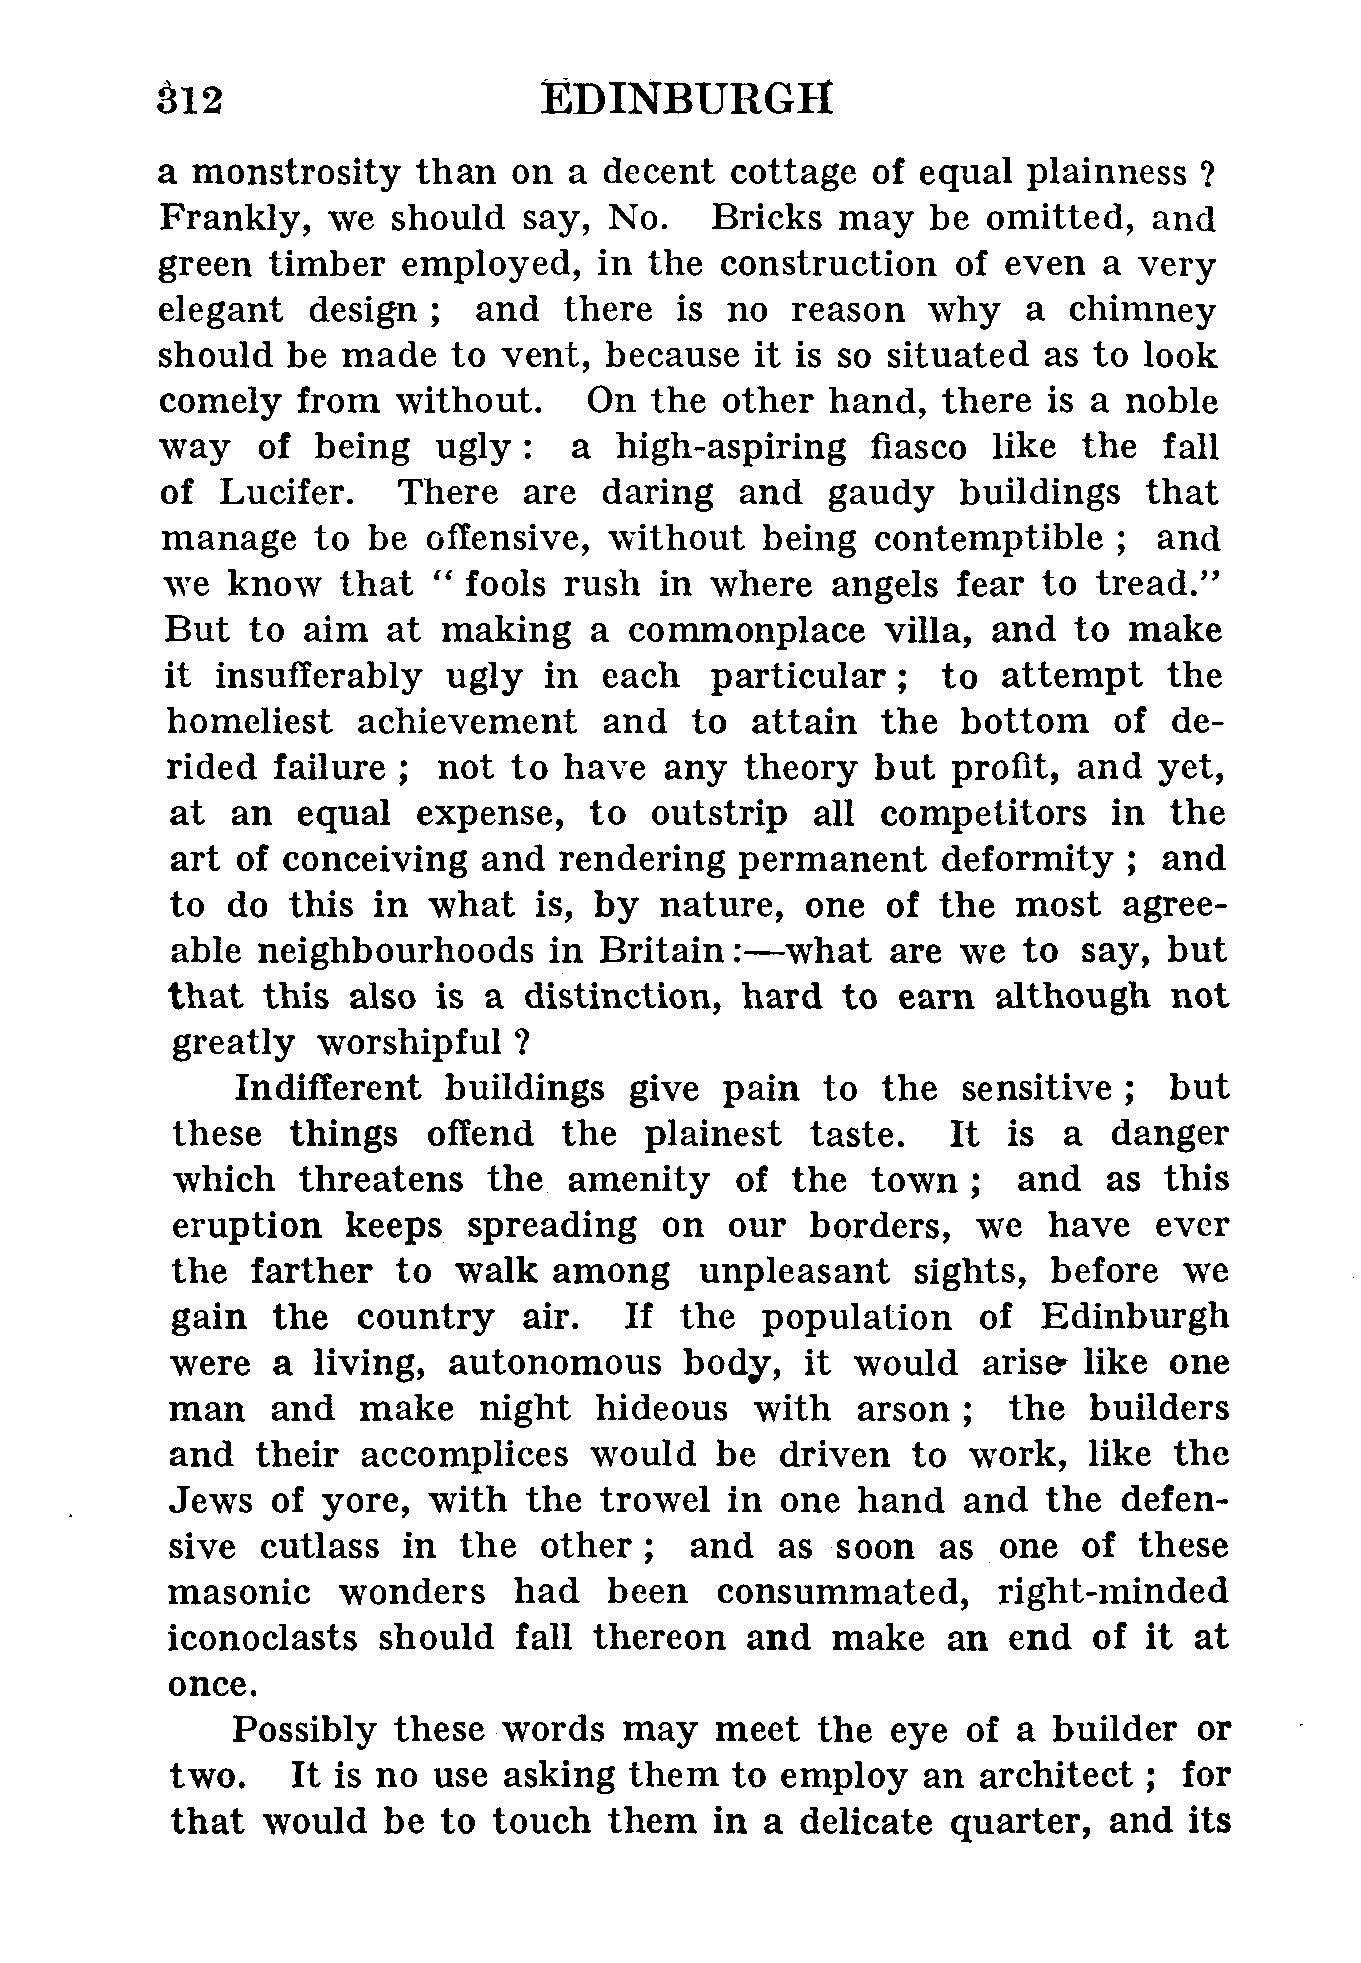 312 EDINBURGH
a monstrosity than on a decent cottage of equal plainness ?
Frankly, we should say, No. Bricks may be omitted, and
green timber employed, in the construction of even a very
elegant design ; and there is no reason why a chimney
should be made to vent, because it is so situated as to look
comely from without. On the other hand, there is a noble
way of being ugly : a high-aspiring fiasco like the fall
of Lucifer. There are daring and gaudy buildings that
manage to be offensive, without being contemptible ; and
we know that “ fools rush in where angels fear to tread.”
But to aim at making a commonplace villa, and to make
it insufferably ugly in each particular ; to attempt the
homeliest achievement and to attain the bottom of de-
rided failure ; not to have any theory but profit, and yet,
at an equal expense, to outstrip all competitors in the
art of conceiving and rendering permanent deformity ; and
to do this in what is, by nature, one of the most agree-
able neighbourhoods in Britain :—what are we to say, but
that this also is a distinction, hard to earn although not
greatly worshipful ?
Indifferent buildings give pain to the sensitive ; but
these things offend the plainest taste. It is a danger
which threatens the amenity of the town ; and as this
eruption keeps spreading on our borders, we have ever
the farther to walk among unpleasant sights, before we
gain the country air. If the population of Edinburgh
were a living, autonomous body, it would arise like one
man and make night hideous with arson ; the builders
and their accomplices would be driven to work, like the
Jews of yore, with the trowel in one hand and the defen-
sive cutlass in the other ; and as soon as one of these
masonic wonders had been consummated, right-minded
iconoclasts should fall thereon and make an end of it at
once.
Possibly these words may meet the eye of a builder or
two. It is no use asking them to employ an architect ; for
that would be to touch them in a delicate quarter, and its